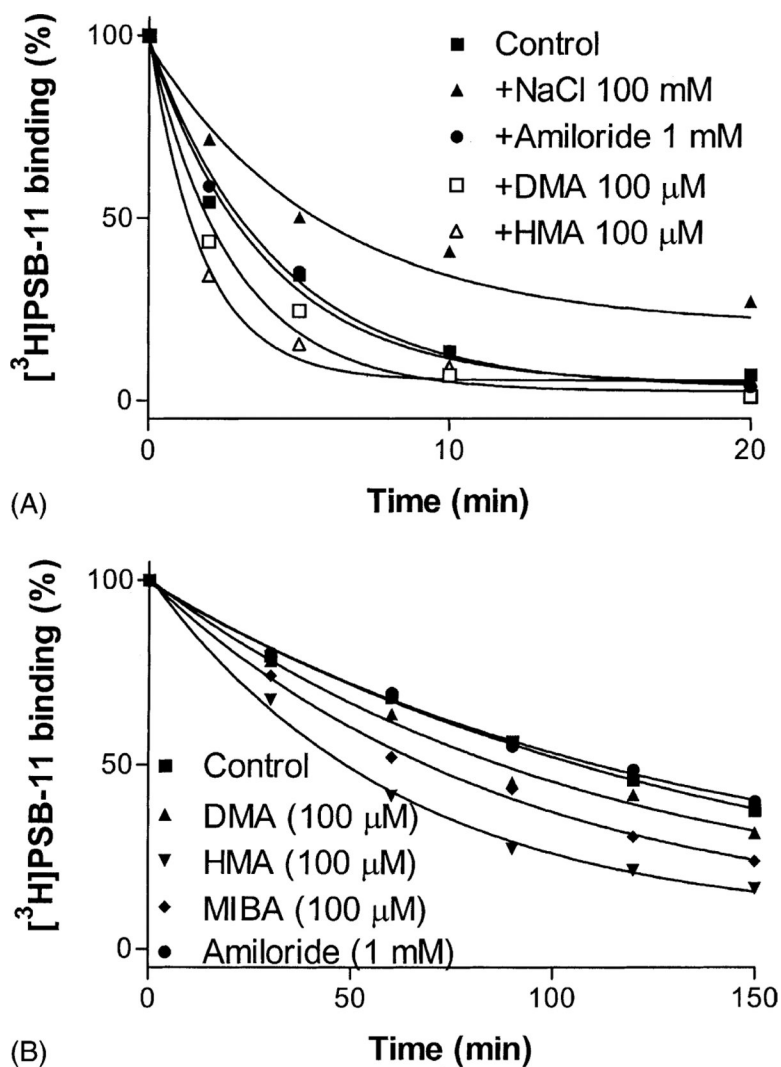 [³H]PSB-11 binding (%)
100
50
0
Control
+NaCl 100 mM
+Amiloride 1 mM
+DMA 100 μM
+HMA 100 μM
0
10
20
Time (min)
(A)
[³H]PSB-11 binding (%)
100
50
0
Control
DMA (100 μM)
HMA (100 μM)
MIBA (100 μM)
Amiloride (1 mM)
0
50
100
150
Time (min)
(B)